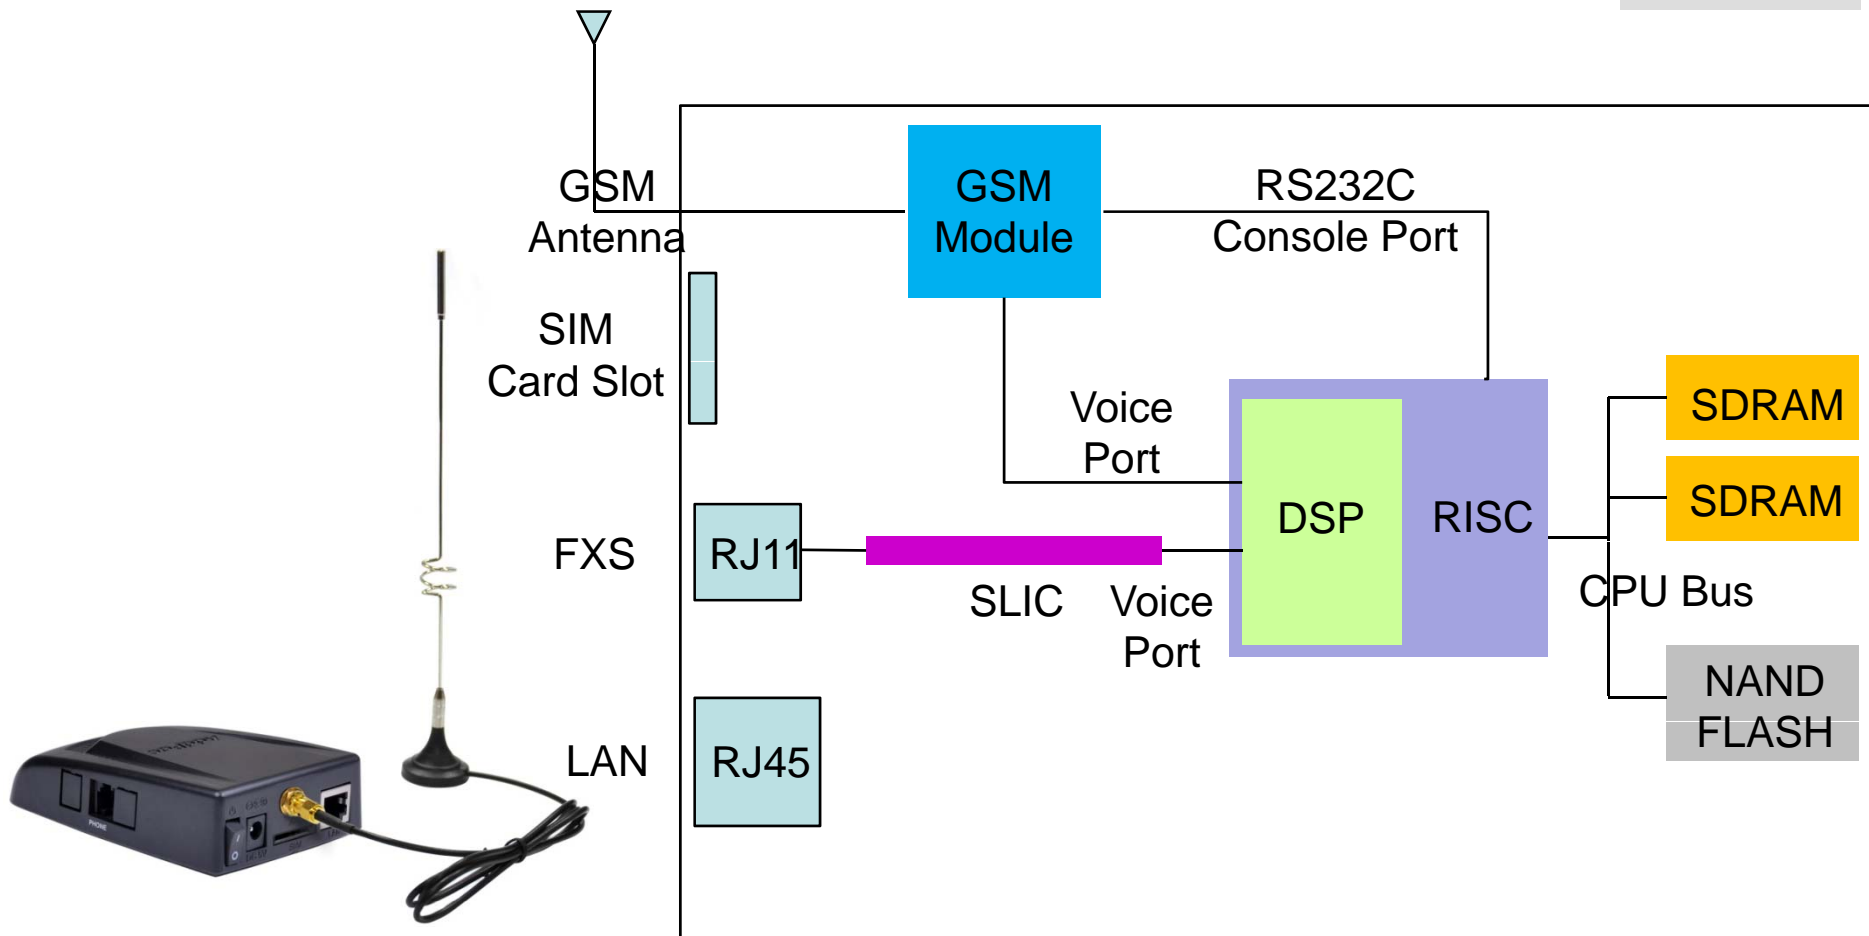 GSM
Antenna
GSM
Module
RS232C
Console Port
SIM
Card Slot
Voice
Port
SDRAM
SDRAM
DSP
RISC
FXS
RJ11
SLIC
Voice
Port
CPU Bus
NAND
FLASH
LAN
RJ45
PHONE